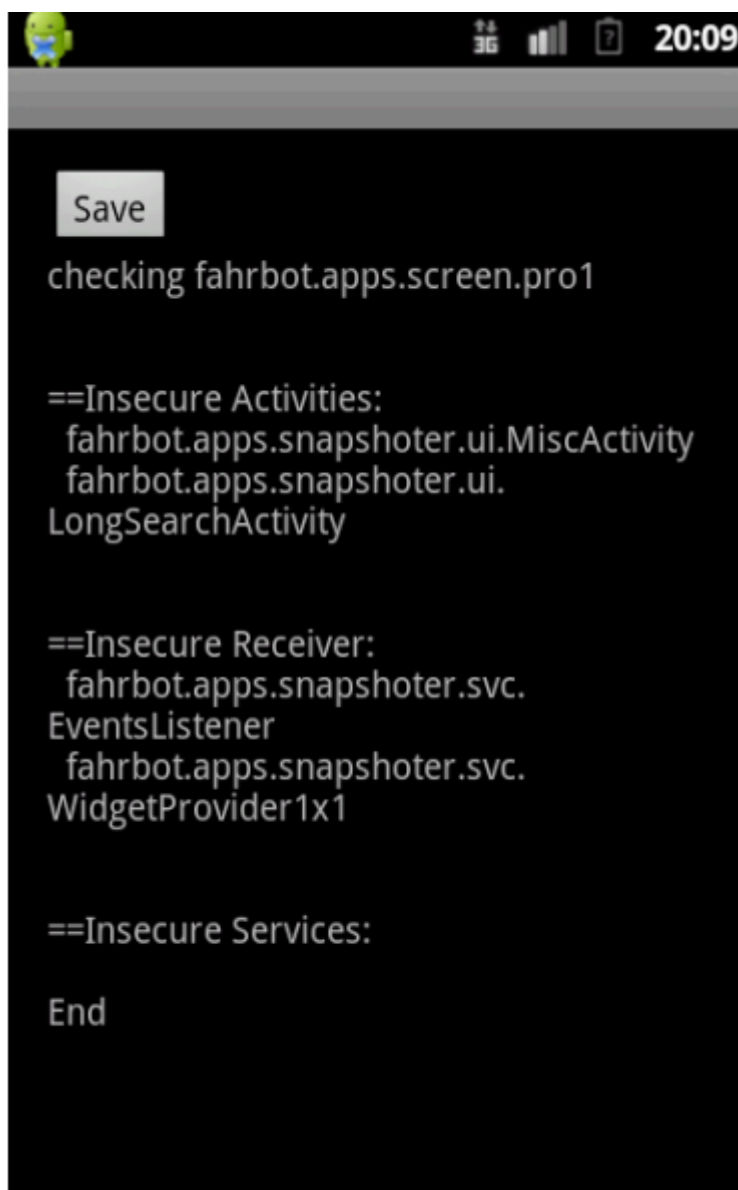 3G 20:09
Save
checking fahrbot.apps.screen.pro1
==Insecure Activities:
fahrbot.apps.snapshoter.ui.MiscActivity
fahrbot.apps.snapshoter.ui.
LongSearchActivity
==Insecure Receiver:
fahrbot.apps.snapshoter.svc.
EventsListener
fahrbot.apps.snapshoter.svc.
WidgetProvider1x1
==Insecure Services:
End